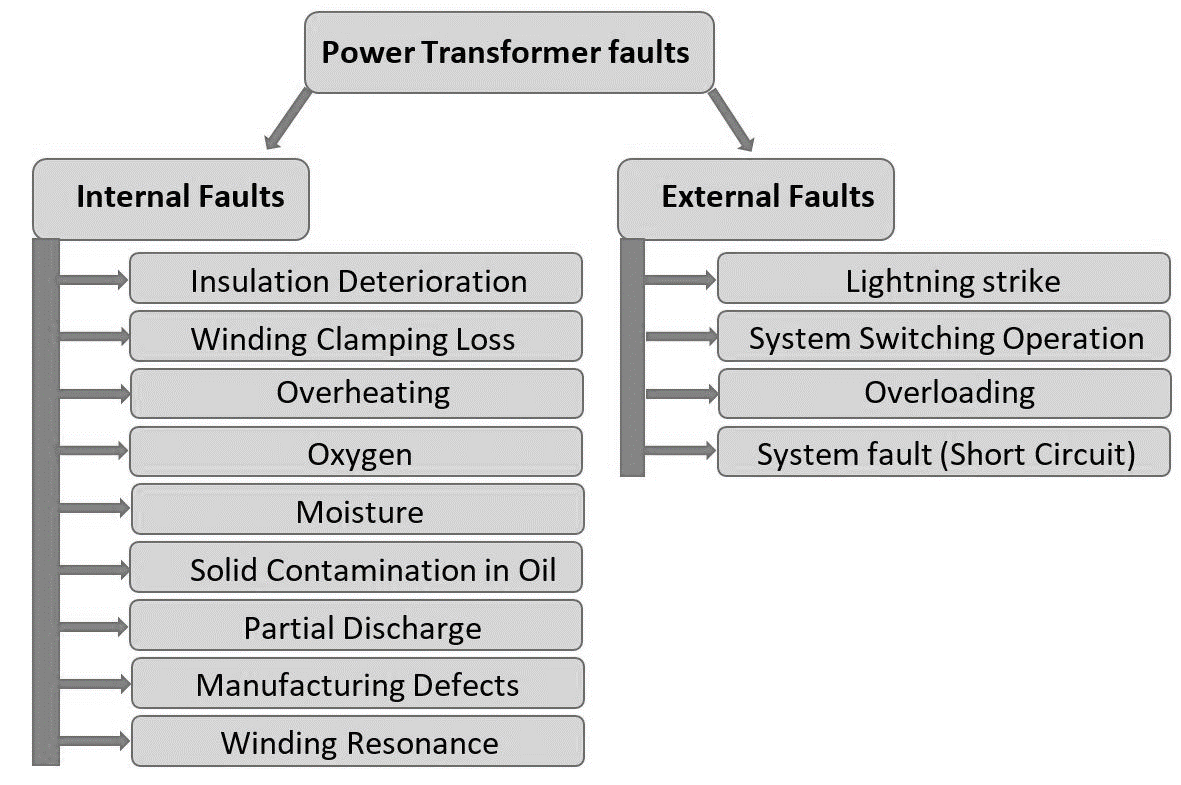 Power Transformer faults
Internal Faults
Insulation Deterioration
Winding Clamping Loss
Overheating
Oxygen
Moisture
Solid Contamination in Oil
Partial Discharge
Manufacturing Defects
Winding Resonance
External Faults
Lightning strike
System Switching Operation
Overloading
System fault (Short Circuit)